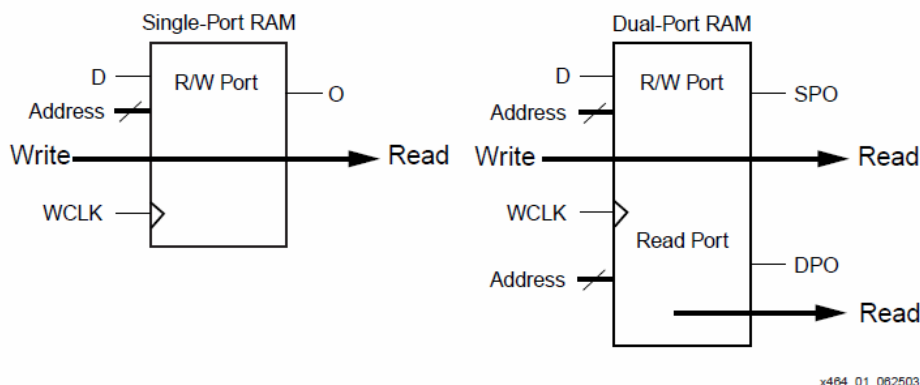 Single-Port RAM
D
R/W Port
O
Address
Write
Read
WCLK
Dual-Port RAM
D
R/W Port
SPO
Address
Write
Read
WCLK
Read Port
DPO
Address
Read
x464_01_062503